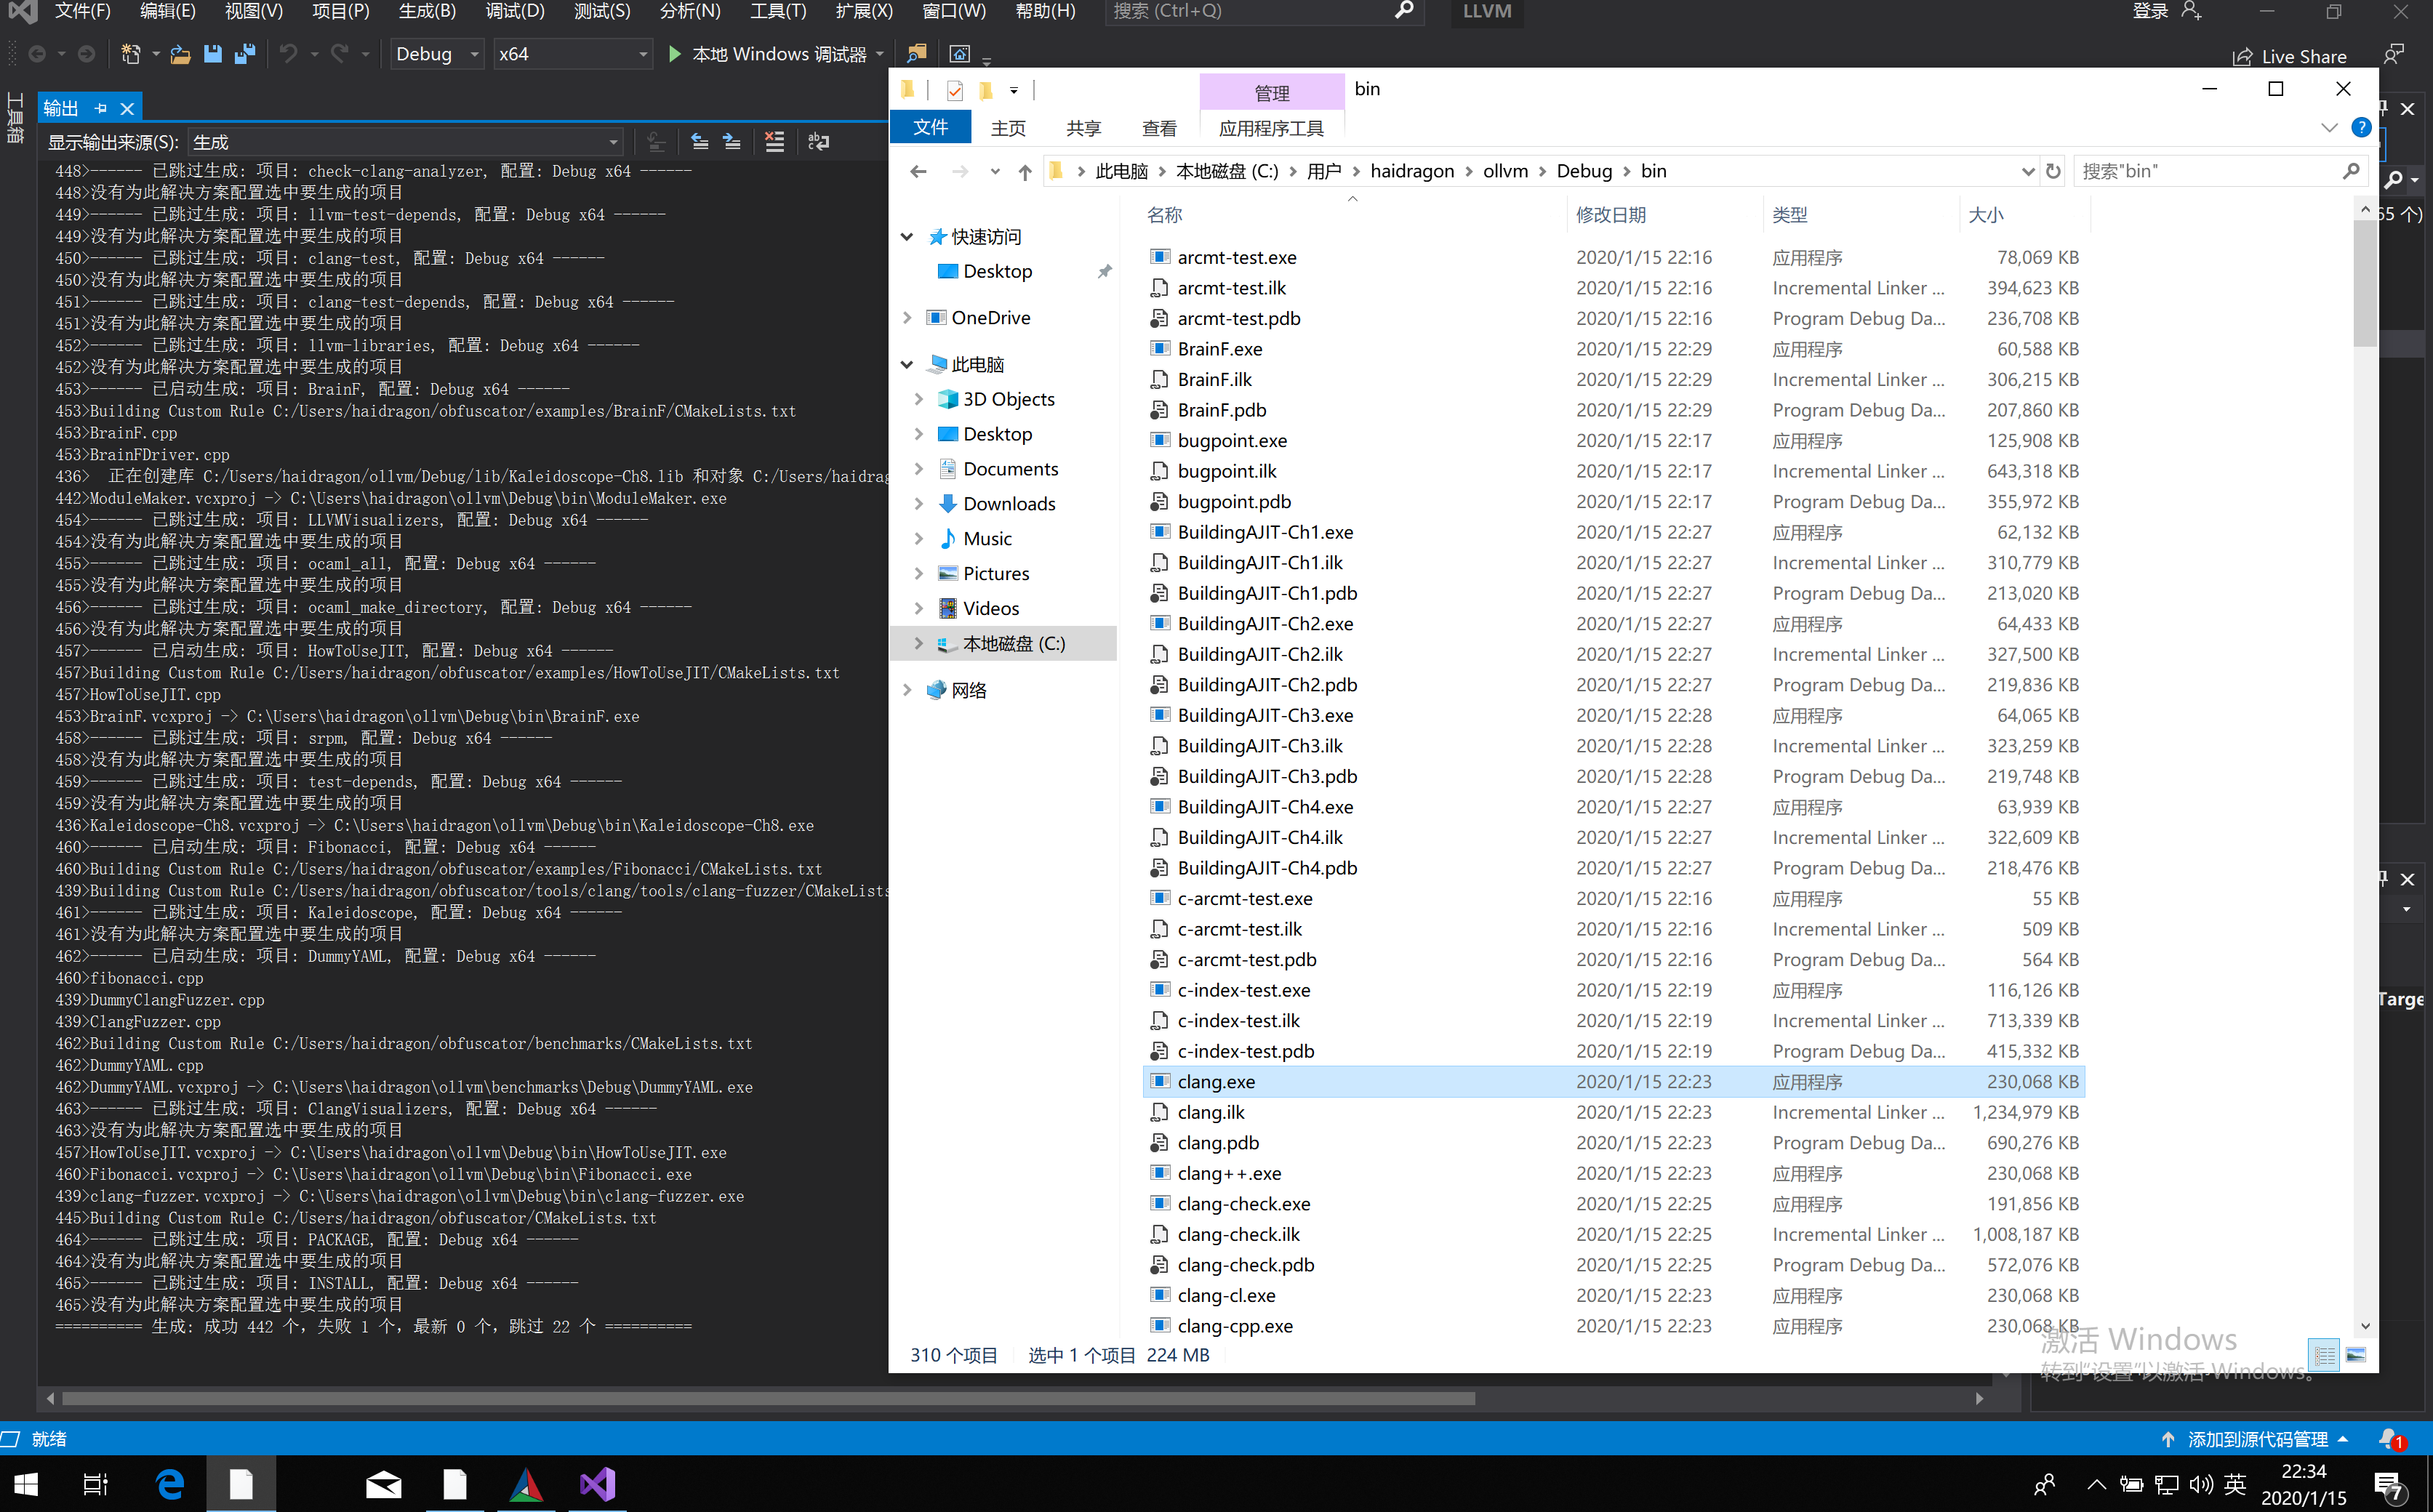 文件(F) 编辑(E) 视图(V) 项目(P) 生成(B) 调试(D) 测试(S) 分析(N) 工具(T) 扩展(X) 窗口(W) 帮助(H) 搜索 (Ctrl+Q) LLVM 登录
Debug x64 本地 Windows 调试器 Live Share
工具箱
输出
显示输出来源(S): 生成
448>------ 已跳过生成: 项目: check-clang-analyzer, 配置: Debug x64 ------
448>没有为此解决方案配置选中要生成的项目
449>------ 已跳过生成: 项目: llvm-test-depends, 配置: Debug x64 ------
449>没有为此解决方案配置选中要生成的项目
450>------ 已跳过生成: 项目: clang-test, 配置: Debug x64 ------
450>没有为此解决方案配置选中要生成的项目
451>------ 已跳过生成: 项目: clang-test-depends, 配置: Debug x64 ------
451>没有为此解决方案配置选中要生成的项目
452>------ 已跳过生成: 项目: llvm-libraries, 配置: Debug x64 ------
452>没有为此解决方案配置选中要生成的项目
453>------ 已启动生成: 项目: BrainF, 配置: Debug x64 ------
453>Building Custom Rule C:/Users/haidragon/obfuscator/examples/BrainF/CMakeLists.txt
453>BrainF.cpp
453>BrainFDriver.cpp
436>  正在创建库 C:/Users/haidragon/ollvm/Debug/lib/Kaleidoscope-Ch8.lib 和对象 C:/Users/haidrag
442>ModuleMaker.vcxproj -> C:\Users\haidragon\ollvm\Debug\bin\ModuleMaker.exe
454>------ 已跳过生成: 项目: LLVMVisualizers, 配置: Debug x64 ------
454>没有为此解决方案配置选中要生成的项目
455>------ 已跳过生成: 项目: ocaml_all, 配置: Debug x64 ------
455>没有为此解决方案配置选中要生成的项目
456>------ 已跳过生成: 项目: ocaml_make_directory, 配置: Debug x64 ------
456>没有为此解决方案配置选中要生成的项目
457>------ 已启动生成: 项目: HowToUseJIT, 配置: Debug x64 ------
457>Building Custom Rule C:/Users/haidragon/obfuscator/examples/HowToUseJIT/CMakeLists.txt
457>HowToUseJIT.cpp
453>BrainF.vcxproj -> C:\Users\haidragon\ollvm\Debug\bin\BrainF.exe
458>------ 已跳过生成: 项目: srpm, 配置: Debug x64 ------
458>没有为此解决方案配置选中要生成的项目
459>------ 已跳过生成: 项目: test-depends, 配置: Debug x64 ------
459>没有为此解决方案配置选中要生成的项目
436>Kaleidoscope-Ch8.vcxproj -> C:\Users\haidragon\ollvm\Debug\bin\Kaleidoscope-Ch8.exe
460>------ 已启动生成: 项目: Fibonacci, 配置: Debug x64 ------
460>Building Custom Rule C:/Users/haidragon/obfuscator/examples/Fibonacci/CMakeLists.txt
439>Building Custom Rule C:/Users/haidragon/obfuscator/tools/clang/tools/clang-fuzzer/CMakeLists
461>------ 已跳过生成: 项目: Kaleidoscope, 配置: Debug x64 ------
461>没有为此解决方案配置选中要生成的项目
462>------ 已启动生成: 项目: DummyYAML, 配置: Debug x64 ------
460>fibonacci.cpp
439>DummyClangFuzzer.cpp
439>ClangFuzzer.cpp
462>Building Custom Rule C:/Users/haidragon/obfuscator/benchmarks/CMakeLists.txt
462>DummyYAML.cpp
462>DummyYAML.vcxproj -> C:\Users\haidragon\ollvm\benchmarks\Debug\DummyYAML.exe
463>------ 已跳过生成: 项目: ClangVisualizers, 配置: Debug x64 ------
463>没有为此解决方案配置选中要生成的项目
457>HowToUseJIT.vcxproj -> C:\Users\haidragon\ollvm\Debug\bin\HowToUseJIT.exe
460>Fibonacci.vcxproj -> C:\Users\haidragon\ollvm\Debug\bin\Fibonacci.exe
439>clang-fuzzer.vcxproj -> C:\Users\haidragon\ollvm\Debug\bin\clang-fuzzer.exe
445>Building Custom Rule C:/Users/haidragon/obfuscator/CMakeLists.txt
464>------ 已跳过生成: 项目: PACKAGE, 配置: Debug x64 ------
464>没有为此解决方案配置选中要生成的项目
465>------ 已跳过生成: 项目: INSTALL, 配置: Debug x64 ------
465>没有为此解决方案配置选中要生成的项目
========== 生成: 成功 442 个，失败 1 个，最新 0 个，跳过 22 个 ==========
管理 bin
文件 主页 共享 查看 应用程序工具
此电脑 本地磁盘 (C:) 用户 haidragon ollvm Debug bin 搜索"bin"
快速访问
Desktop
OneDrive
此电脑
3D Objects
Desktop
Documents
Downloads
Music
Pictures
Videos
本地磁盘 (C:)
网络
名称 修改日期 类型 大小
arcmt-test.exe 2020/1/15 22:16 应用程序 78,069 KB
arcmt-test.ilk 2020/1/15 22:16 Incremental Linker ... 394,623 KB
arcmt-test.pdb 2020/1/15 22:16 Program Debug Da... 236,708 KB
BrainF.exe 2020/1/15 22:29 应用程序 60,588 KB
BrainF.ilk 2020/1/15 22:29 Incremental Linker ... 306,215 KB
BrainF.pdb 2020/1/15 22:29 Program Debug Da... 207,860 KB
bugpoint.exe 2020/1/15 22:17 应用程序 125,908 KB
bugpoint.ilk 2020/1/15 22:17 Incremental Linker ... 643,318 KB
bugpoint.pdb 2020/1/15 22:17 Program Debug Da... 355,972 KB
BuildingAJIT-Ch1.exe 2020/1/15 22:27 应用程序 62,132 KB
BuildingAJIT-Ch1.ilk 2020/1/15 22:27 Incremental Linker ... 310,779 KB
BuildingAJIT-Ch1.pdb 2020/1/15 22:27 Program Debug Da... 213,020 KB
BuildingAJIT-Ch2.exe 2020/1/15 22:27 应用程序 64,433 KB
BuildingAJIT-Ch2.ilk 2020/1/15 22:27 Incremental Linker ... 327,500 KB
BuildingAJIT-Ch2.pdb 2020/1/15 22:27 Program Debug Da... 219,836 KB
BuildingAJIT-Ch3.exe 2020/1/15 22:28 应用程序 64,065 KB
BuildingAJIT-Ch3.ilk 2020/1/15 22:28 Incremental Linker ... 323,259 KB
BuildingAJIT-Ch3.pdb 2020/1/15 22:28 Program Debug Da... 219,748 KB
BuildingAJIT-Ch4.exe 2020/1/15 22:27 应用程序 63,939 KB
BuildingAJIT-Ch4.ilk 2020/1/15 22:27 Incremental Linker ... 322,609 KB
BuildingAJIT-Ch4.pdb 2020/1/15 22:27 Program Debug Da... 218,476 KB
c-arcmt-test.exe 2020/1/15 22:16 应用程序 55 KB
c-arcmt-test.ilk 2020/1/15 22:16 Incremental Linker ... 509 KB
c-arcmt-test.pdb 2020/1/15 22:16 Program Debug Da... 564 KB
c-index-test.exe 2020/1/15 22:19 应用程序 116,126 KB
c-index-test.ilk 2020/1/15 22:19 Incremental Linker ... 713,339 KB
c-index-test.pdb 2020/1/15 22:19 Program Debug Da... 415,332 KB
clang.exe 2020/1/15 22:23 应用程序 230,068 KB
clang.ilk 2020/1/15 22:23 Incremental Linker ... 1,234,979 KB
clang.pdb 2020/1/15 22:23 Program Debug Da... 690,276 KB
clang++.exe 2020/1/15 22:23 应用程序 230,068 KB
clang-check.exe 2020/1/15 22:25 应用程序 191,856 KB
clang-check.ilk 2020/1/15 22:25 Incremental Linker ... 1,008,187 KB
clang-check.pdb 2020/1/15 22:25 Program Debug Da... 572,076 KB
clang-cl.exe 2020/1/15 22:23 应用程序 230,068 KB
clang-cpp.exe 2020/1/15 22:23 应用程序 230,068 KB
310 个项目 选中 1 个项目 224 MB
激活 Windows
转到"设置"以激活 Windows。
65 个)
Targe
就绪 添加到源代码管理 1
英 22:34
2020/1/15 7